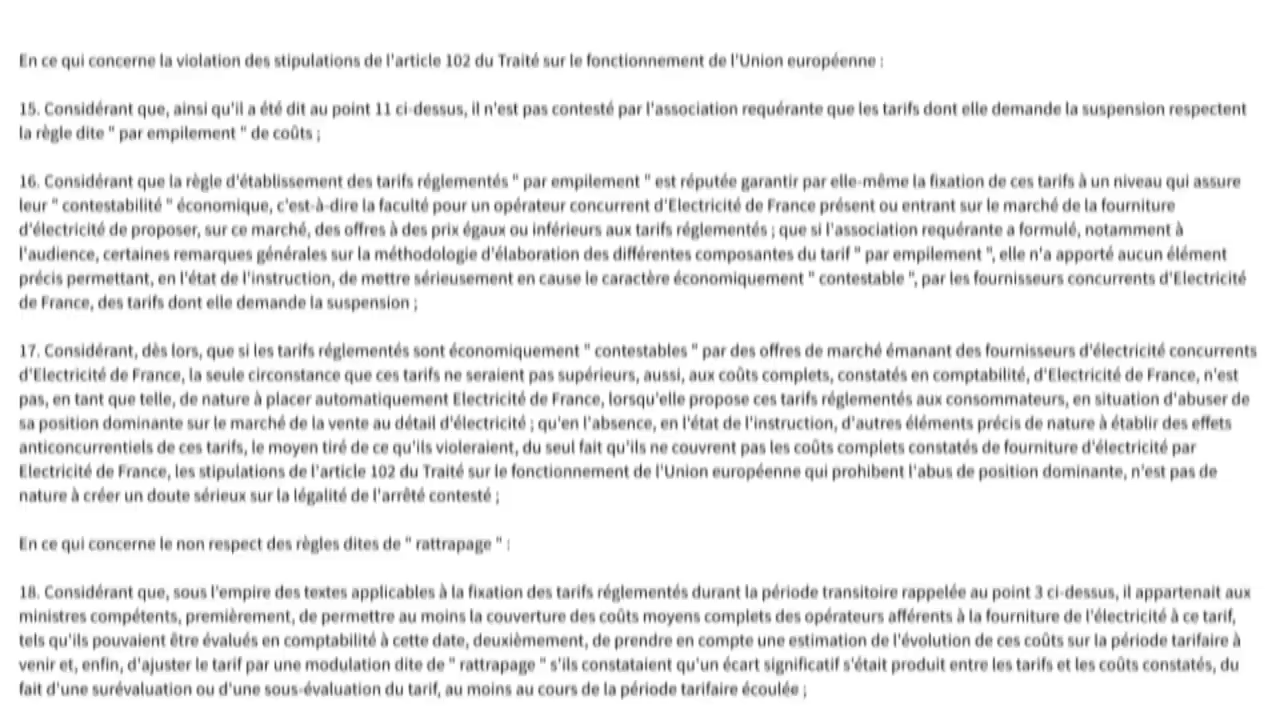 En ce qui concerne la violation des stipulations de l'article 102 du Traité sur le fonctionnement de l'Union européenne :
15. Considérant que, ainsi qu'il a été dit au point 11 ci-dessus, il n'est pas contesté par l'association requérante que les tarifs dont elle demande la suspension respectent
la règle dite " par empilement " de coûts ;
16. Considérant que la règle d'établissement des tarifs réglementés " par empilement " est réputée garantir par elle-même la fixation de ces tarifs à un niveau qui assure
leur " contestabilité " économique, c'est-à-dire la faculté pour un opérateur concurrent d'Electricité de France présent ou entrant sur le marché de la fourniture
d'électricité de proposer, sur ce marché, des offres à des prix égaux ou inférieurs aux tarifs réglementés ; que si l'association requérante a formulé, notamment à
l'audience, certaines remarques générales sur la méthodologie d'élaboration des différentes composantes du tarif " par empilement ", elle n'a apporté aucun élément
précis permettant, en l'état de l'instruction, de mettre sérieusement en cause le caractère économiquement " contestable ", par les fournisseurs concurrents d'Electricité
de France, des tarifs dont elle demande la suspension ;
17. Considérant, dès lors, que si les tarifs réglementés sont économiquement " contestables " par des offres de marché émanant des fournisseurs d'électricité concurrents
d'Electricité de France, la seule circonstance que ces tarifs ne seraient pas supérieurs, aussi, aux coûts complets, constatés en comptabilité, d'Electricité de France, n'est
pas, en tant que telle, de nature à placer automatiquement Electricité de France, lorsqu'elle propose ces tarifs réglementés aux consommateurs, en situation d'abuser de
sa position dominante sur le marché de la vente au détail d'électricité ; qu'en l'absence, en l'état de l'instruction, d'autres éléments précis de nature à établir des effets
anticoncurrentiels de ces tarifs, le moyen tiré de ce qu'ils violeraient, du seul fait qu'ils ne couvrent pas les coûts complets constatés de fourniture d'électricité par
Electricité de France, les stipulations de l'article 102 du Traité sur le fonctionnement de l'Union européenne qui prohibent l'abus de position dominante, n'est pas de
nature à créer un doute sérieux sur la légalité de l'arrêté contesté ;
En ce qui concerne le non respect des règles dites de " rattrapage " :
18. Considérant que, sous l'empire des textes applicables à la fixation des tarifs réglementés durant la période transitoire rappelée au point 3 ci-dessus, il appartenait aux
ministres compétents, premièrement, de permettre au moins la couverture des coûts moyens complets des opérateurs afférents à la fourniture de l'électricité à ce tarif,
tels qu'ils pouvaient être évalués en comptabilité à cette date, deuxièmement, de prendre en compte une estimation de l'évolution de ces coûts sur la période tarifaire à
venir et, enfin, d'ajuster le tarif par une modulation dite de " rattrapage " s'ils constataient qu'un écart significatif s'était produit entre les tarifs et les coûts constatés, du
fait d'une surévaluation ou d'une sous-évaluation du tarif, au moins au cours de la période tarifaire écoulée ;